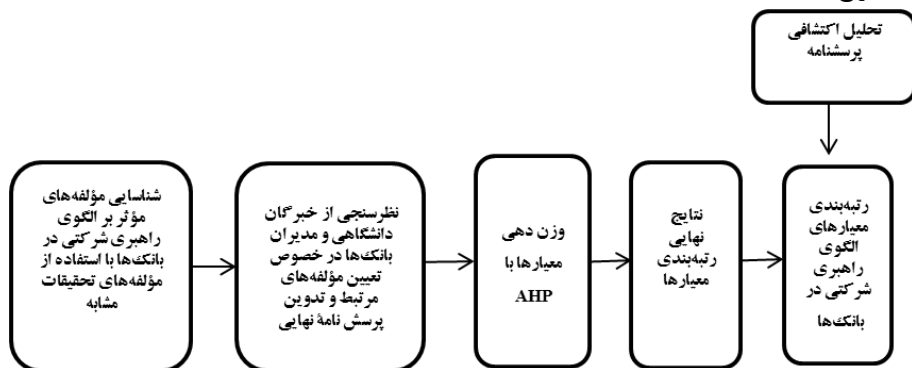 تحلیل اکتشافی
پرسشنامه
شناسایی مؤلفه‌های
مؤثر بر الگوی
راهبری شرکتی در
بانک‌ها با استفاده از
مؤلفه‌های تحقیقات
مشابه
نظرسنجی از خبرگان
دانشگاهی و مدیران
بانک‌ها در خصوص
تعیین مؤلفه‌های
مرتبط و تدوین
پرسش نامۀ نهایی
وزن دهی
معیارها با
AHP
نتایج
نهایی
رتبه‌بندی
معیارها
رتبه‌بندی
معیارهای
الگوی
راهبری
شرکتی در
بانک‌ها